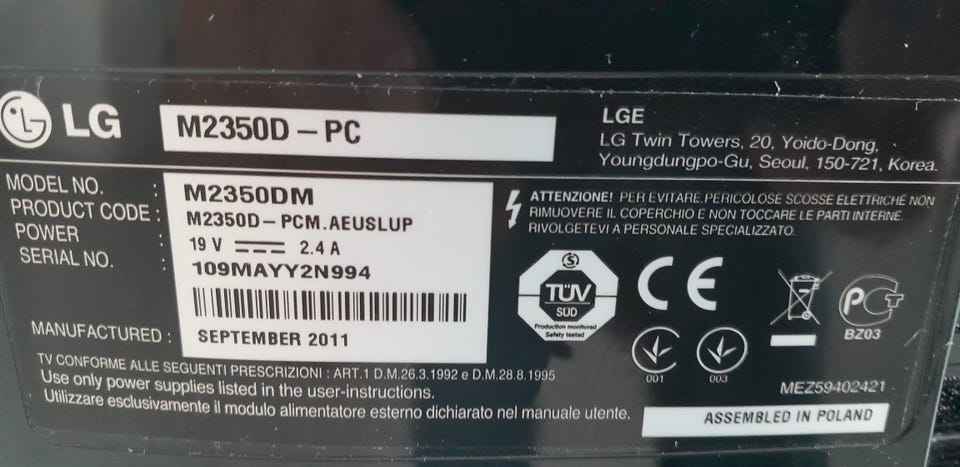 LG M2350D – PC
LGE
LG Twin Towers, 20, Yoido-Dong,
Youngdungpo-Gu, Seoul, 150-721, Korea.
MODEL NO. : M2350DM
PRODUCT CODE : M2350D-PCM.AEUSLUP
POWER : 19 V 2.4 A
SERIAL NO. : 109MAYY2N994
MANUFACTURED : SEPTEMBER 2011
ATTENZIONE! PER EVITARE PERICOLOSE SCOSSE ELETTRICHE NON
RIMUOVERE IL COPERCHIO E NON TOCCARE LE PARTI INTERNE.
RIVOLGETEVI A PERSONALE SPECIALIZZATO.
TÜV
SÜD
Production monitored
Safety tested
CE
001
003
PCT
BZ03
TV CONFORME ALLE SEGUENTI PRESCRIZIONI : ART.1 D.M.26.3.1992 e D.M.28.8.1995
Use only power supplies listed in the user-instructions.
Utilizzare esclusivamente il modulo alimentatore esterno dichiarato nel manuale utente.
MEZ59402421
ASSEMBLED IN POLAND